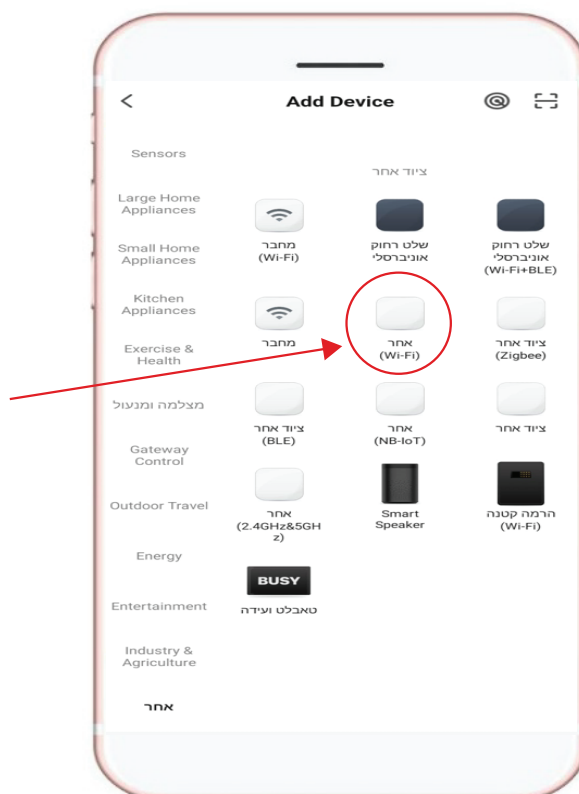 Add Device
Sensors
Large Home
Appliances
Small Home
Appliances
Kitchen
Appliances
Exercise &
Health
מצלמה ומנעול
Gateway
Control
Outdoor Travel
Energy
Entertainment
Industry &
Agriculture
אחר
ציוד אחר
מחבר
(Wi-Fi)
שלט רחוק
אוניברסלי
שלט רחוק
אוניברסלי
(Wi-Fi+BLE)
מחבר
אחר
(Wi-Fi)
ציוד אחר
(Zigbee)
ציוד אחר
(BLE)
אחר
(NB-IoT)
ציוד אחר
אחר
(2.4GHz&5GH
z)
Smart
Speaker
הרמה קטנה
(Wi-Fi)
BUSY
טאבלט ועידה